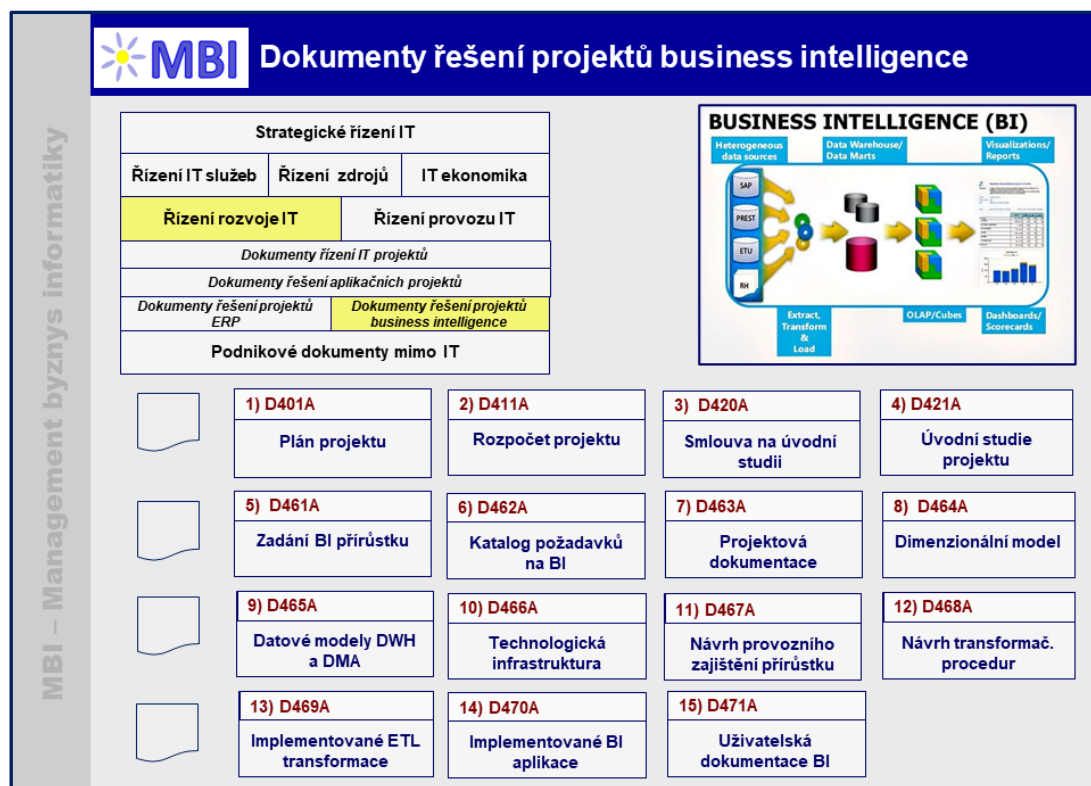 MBI – Management byznys informatiky
MBI
Dokumenty řešení projektů business intelligence
Strategické řízení IT
Řízení IT služeb
Řízení zdrojů
IT ekonomika
Řízení rozvoje IT
Řízení provozu IT
Dokumenty řízení IT projektů
Dokumenty řešení aplikačních projektů
Dokumenty řešení projektů
ERP
Dokumenty řešení projektů
business intelligence
Podnikové dokumenty mimo IT
BUSINESS INTELLIGENCE (BI)
Heterogeneous
data sources
Data Warehouse/
Data Marts
Visualizations/
Reports
SAP
PREST
ETU
RH
Extract,
Transform
&
Load
OLAP/Cubes
Dashboards/
Scorecards
1) D401A
Plán projektu
2) D411A
Rozpočet projektu
3) D420A
Smlouva na úvodní
studii
4) D421A
Úvodní studie
projektu
5) D461A
Zadání BI přírůstku
6) D462A
Katalog požadavků
na BI
7) D463A
Projektová
dokumentace
8) D464A
Dimenzionální model
9) D465A
Datové modely DWH
a DMA
10) D466A
Technologická
infrastruktura
11) D467A
Návrh provozního
zajištění přírůstku
12) D468A
Návrh transformač.
procedur
13) D469A
Implementované ETL
transformace
14) D470A
Implementované BI
aplikace
15) D471A
Uživatelská
dokumentace BI